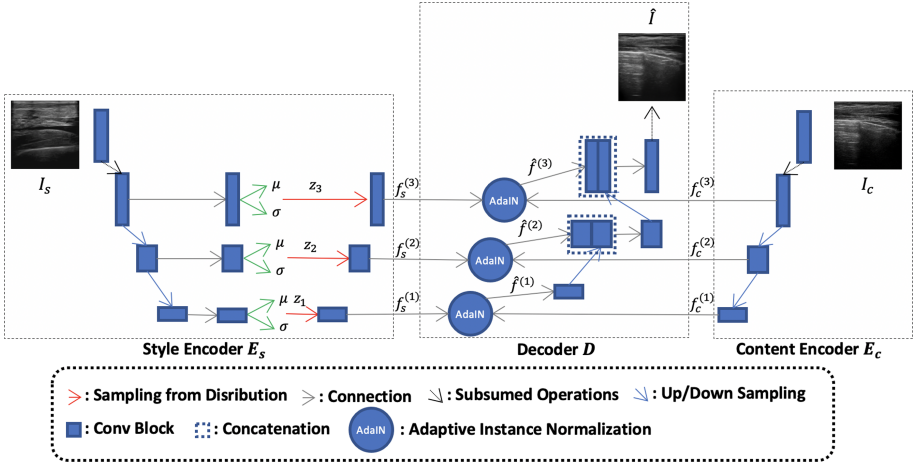 Î
I_s
I_c
μ
σ
z_3
f_s^(3)
AdaIN
f̂^(3)
f_c^(3)
μ
σ
z_2
f_s^(2)
AdaIN
f̂^(2)
f_c^(2)
μ
σ
z_1
f_s^(1)
AdaIN
f̂^(1)
f_c^(1)
Style Encoder E_s
Decoder D
Content Encoder E_c
: Sampling from Disribution : Connection : Subsumed Operations : Up/Down Sampling
: Conv Block : Concatenation AdaIN : Adaptive Instance Normalization